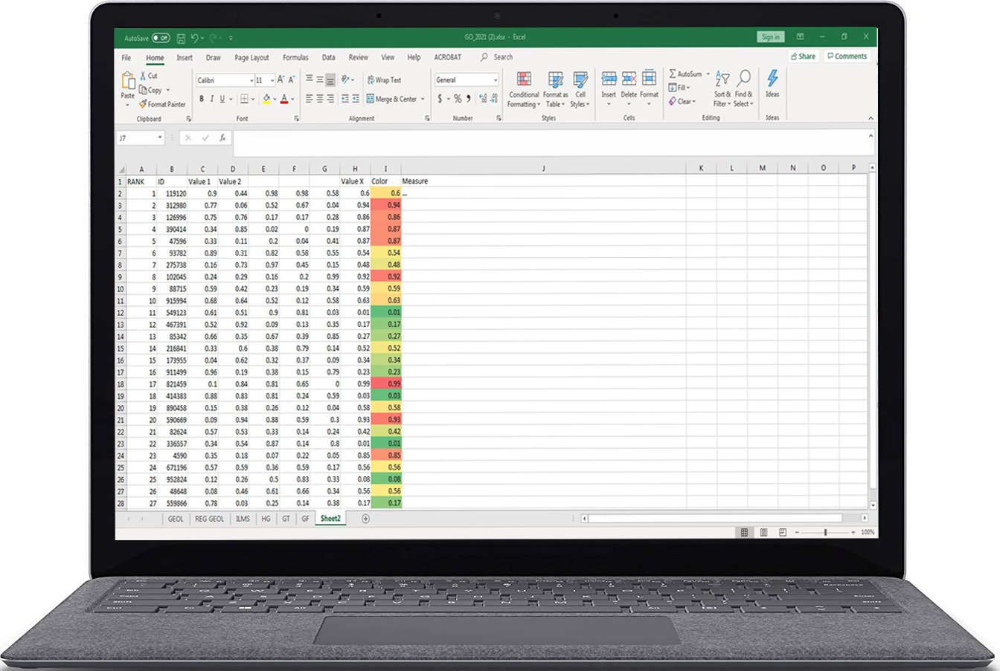 AutoSave Off GO_2021 (2).xlsx - Excel Sign in
File Home Insert Draw Page Layout Formulas Data Review View Help ACROBAT Search Share Comments
Cut Calibri 11 Wrap Text General AutoSum
Paste Copy Conditional Format as Cell Insert Delete Format Fill Sort & Find & Ideas
Format Painter B I U Merge & Center $ % Formatting Table Styles Clear Filter Select
Clipboard Font Alignment Number Styles Cells Editing Ideas
J7 fx
A B C D E F G H I J K L M N O P
1 RANK ID Value 1 Value 2 Value X Color Measure
2 1 119120 0.9 0.44 0.98 0.98 0.58 0.6 0.6 ...
3 2 312980 0.77 0.06 0.52 0.67 0.04 0.94 0.94
4 3 126996 0.75 0.76 0.17 0.17 0.28 0.86 0.86
5 4 390414 0.34 0.85 0.02 0 0.19 0.87 0.87
6 5 47596 0.33 0.11 0.2 0.04 0.41 0.87 0.87
7 6 93782 0.89 0.31 0.82 0.58 0.55 0.54 0.54
8 7 275738 0.16 0.73 0.97 0.45 0.15 0.48 0.48
9 8 102045 0.24 0.29 0.16 0.2 0.99 0.92 0.92
10 9 88715 0.59 0.42 0.23 0.19 0.34 0.59 0.59
11 10 915994 0.68 0.64 0.52 0.12 0.58 0.63 0.63
12 11 549123 0.61 0.51 0.9 0.81 0.03 0.01 0.01
13 12 467391 0.52 0.92 0.09 0.13 0.35 0.17 0.17
14 13 85342 0.66 0.35 0.67 0.39 0.85 0.27 0.27
15 14 216841 0.33 0.6 0.38 0.79 0.14 0.52 0.52
16 15 173955 0.04 0.62 0.32 0.37 0.09 0.34 0.34
17 16 911499 0.96 0.19 0.38 0.15 0.79 0.23 0.23
18 17 821459 0.1 0.84 0.81 0.65 0 0.99 0.99
19 18 414383 0.88 0.83 0.81 0.24 0.59 0.03 0.03
20 19 890458 0.15 0.38 0.26 0.12 0.04 0.58 0.58
21 20 590669 0.09 0.94 0.88 0.59 0.3 0.93 0.93
22 21 82624 0.57 0.53 0.33 0.14 0.24 0.42 0.42
23 22 336557 0.34 0.54 0.87 0.14 0.8 0.01 0.01
24 23 4590 0.35 0.18 0.07 0.22 0.05 0.85 0.85
25 24 671196 0.57 0.59 0.36 0.59 0.17 0.56 0.56
26 25 952824 0.12 0.26 0.5 0.83 0.33 0.08 0.08
27 26 48648 0.08 0.46 0.61 0.66 0.34 0.56 0.56
28 27 559866 0.78 0.03 0.25 0.14 0.38 0.17 0.17
GEOL REG GEOL ILMS HG GT GF Sheet2
100%